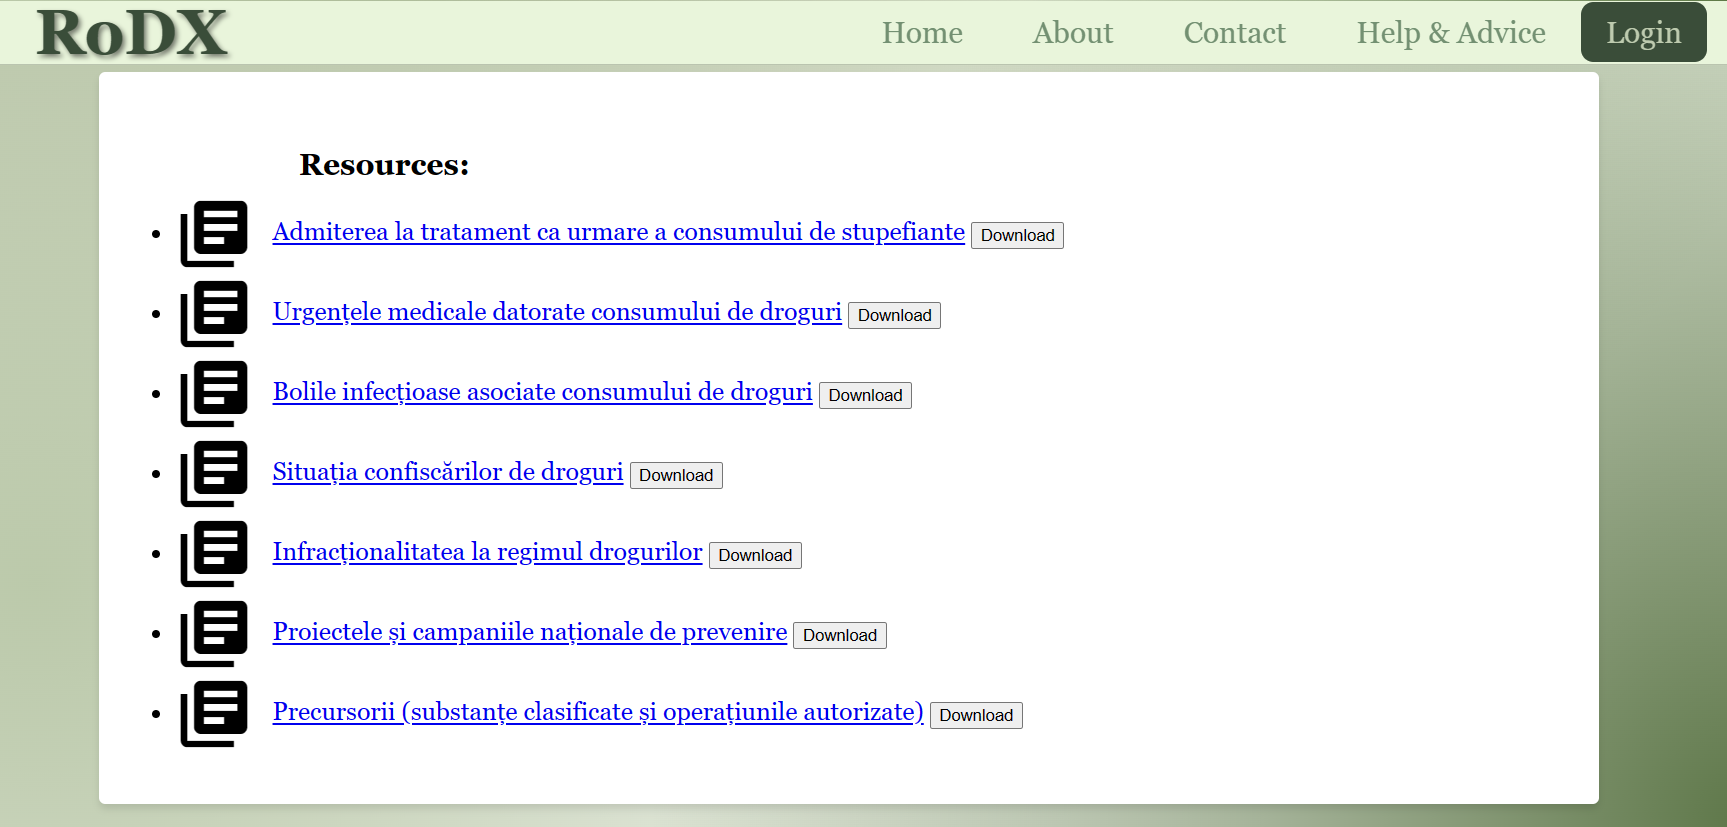 RoDX Home About Contact Help & Advice Login
Resources:
Admiterea la tratament ca urmare a consumului de stupefiante Download
Urgențele medicale datorate consumului de droguri Download
Bolile infecțioase asociate consumului de droguri Download
Situația confiscărilor de droguri Download
Infracționalitatea la regimul drogurilor Download
Proiectele și campaniile naționale de prevenire Download
Precursorii (substanțe clasificate și operațiunile autorizate) Download